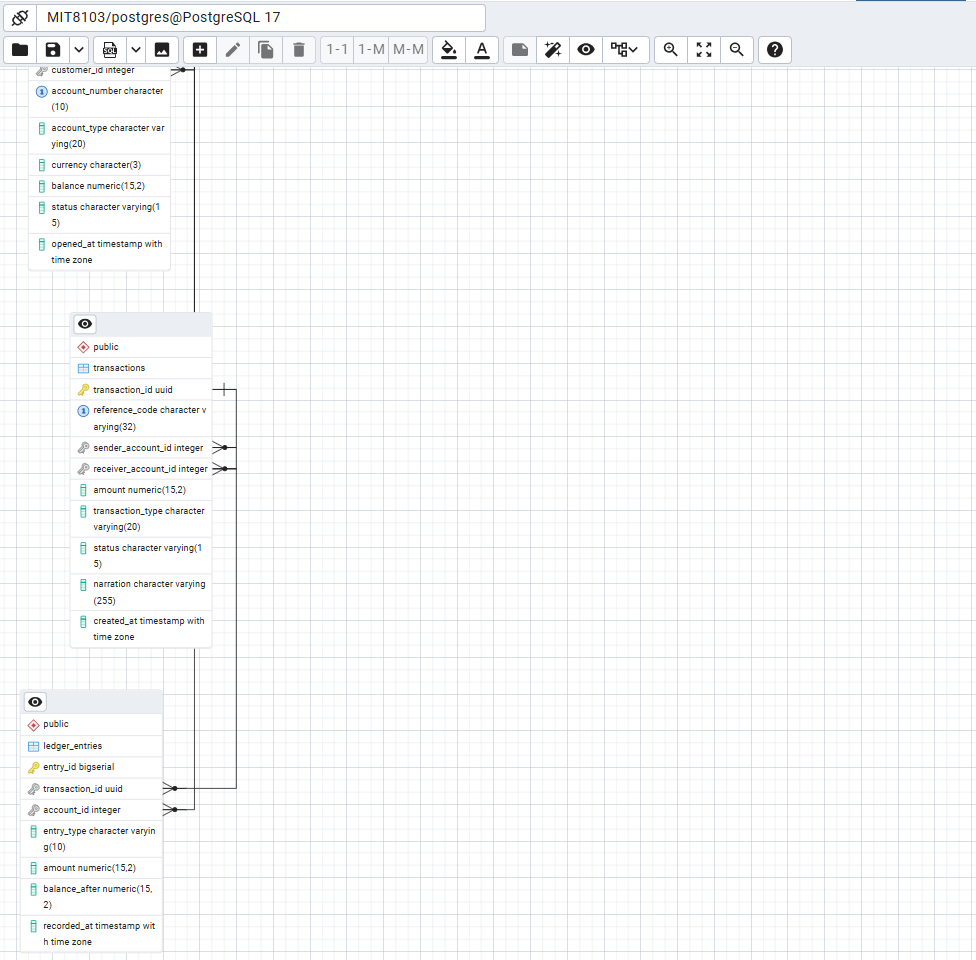 MIT8103/postgres@PostgreSQL 17
SQL
1-1 1-M M-M
customer_id integer
account_number character
(10)
account_type character var
ying(20)
currency character(3)
balance numeric(15,2)
status character varying(1
5)
opened_at timestamp with
time zone
public
transactions
transaction_id uuid
reference_code character v
arying(32)
sender_account_id integer
receiver_account_id integer
amount numeric(15,2)
transaction_type character
varying(20)
status character varying(1
5)
narration character varying
(255)
created_at timestamp with
time zone
public
ledger_entries
entry_id bigserial
transaction_id uuid
account_id integer
entry_type character varyin
g(10)
amount numeric(15,2)
balance_after numeric(15,
2)
recorded_at timestamp wit
h time zone